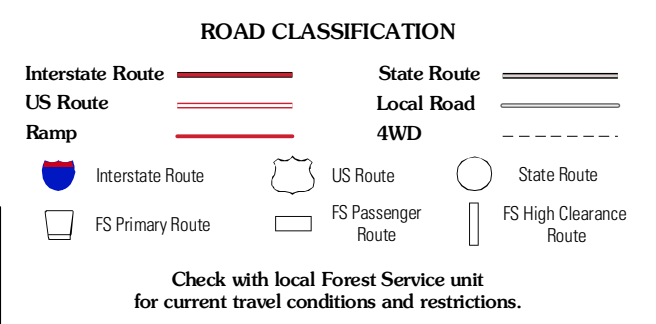 ROAD CLASSIFICATION
Interstate Route
State Route
US Route
Local Road
Ramp
4WD
Interstate Route
US Route
State Route
FS Primary Route
FS Passenger
Route
FS High Clearance
Route
Check with local Forest Service unit
for current travel conditions and restrictions.